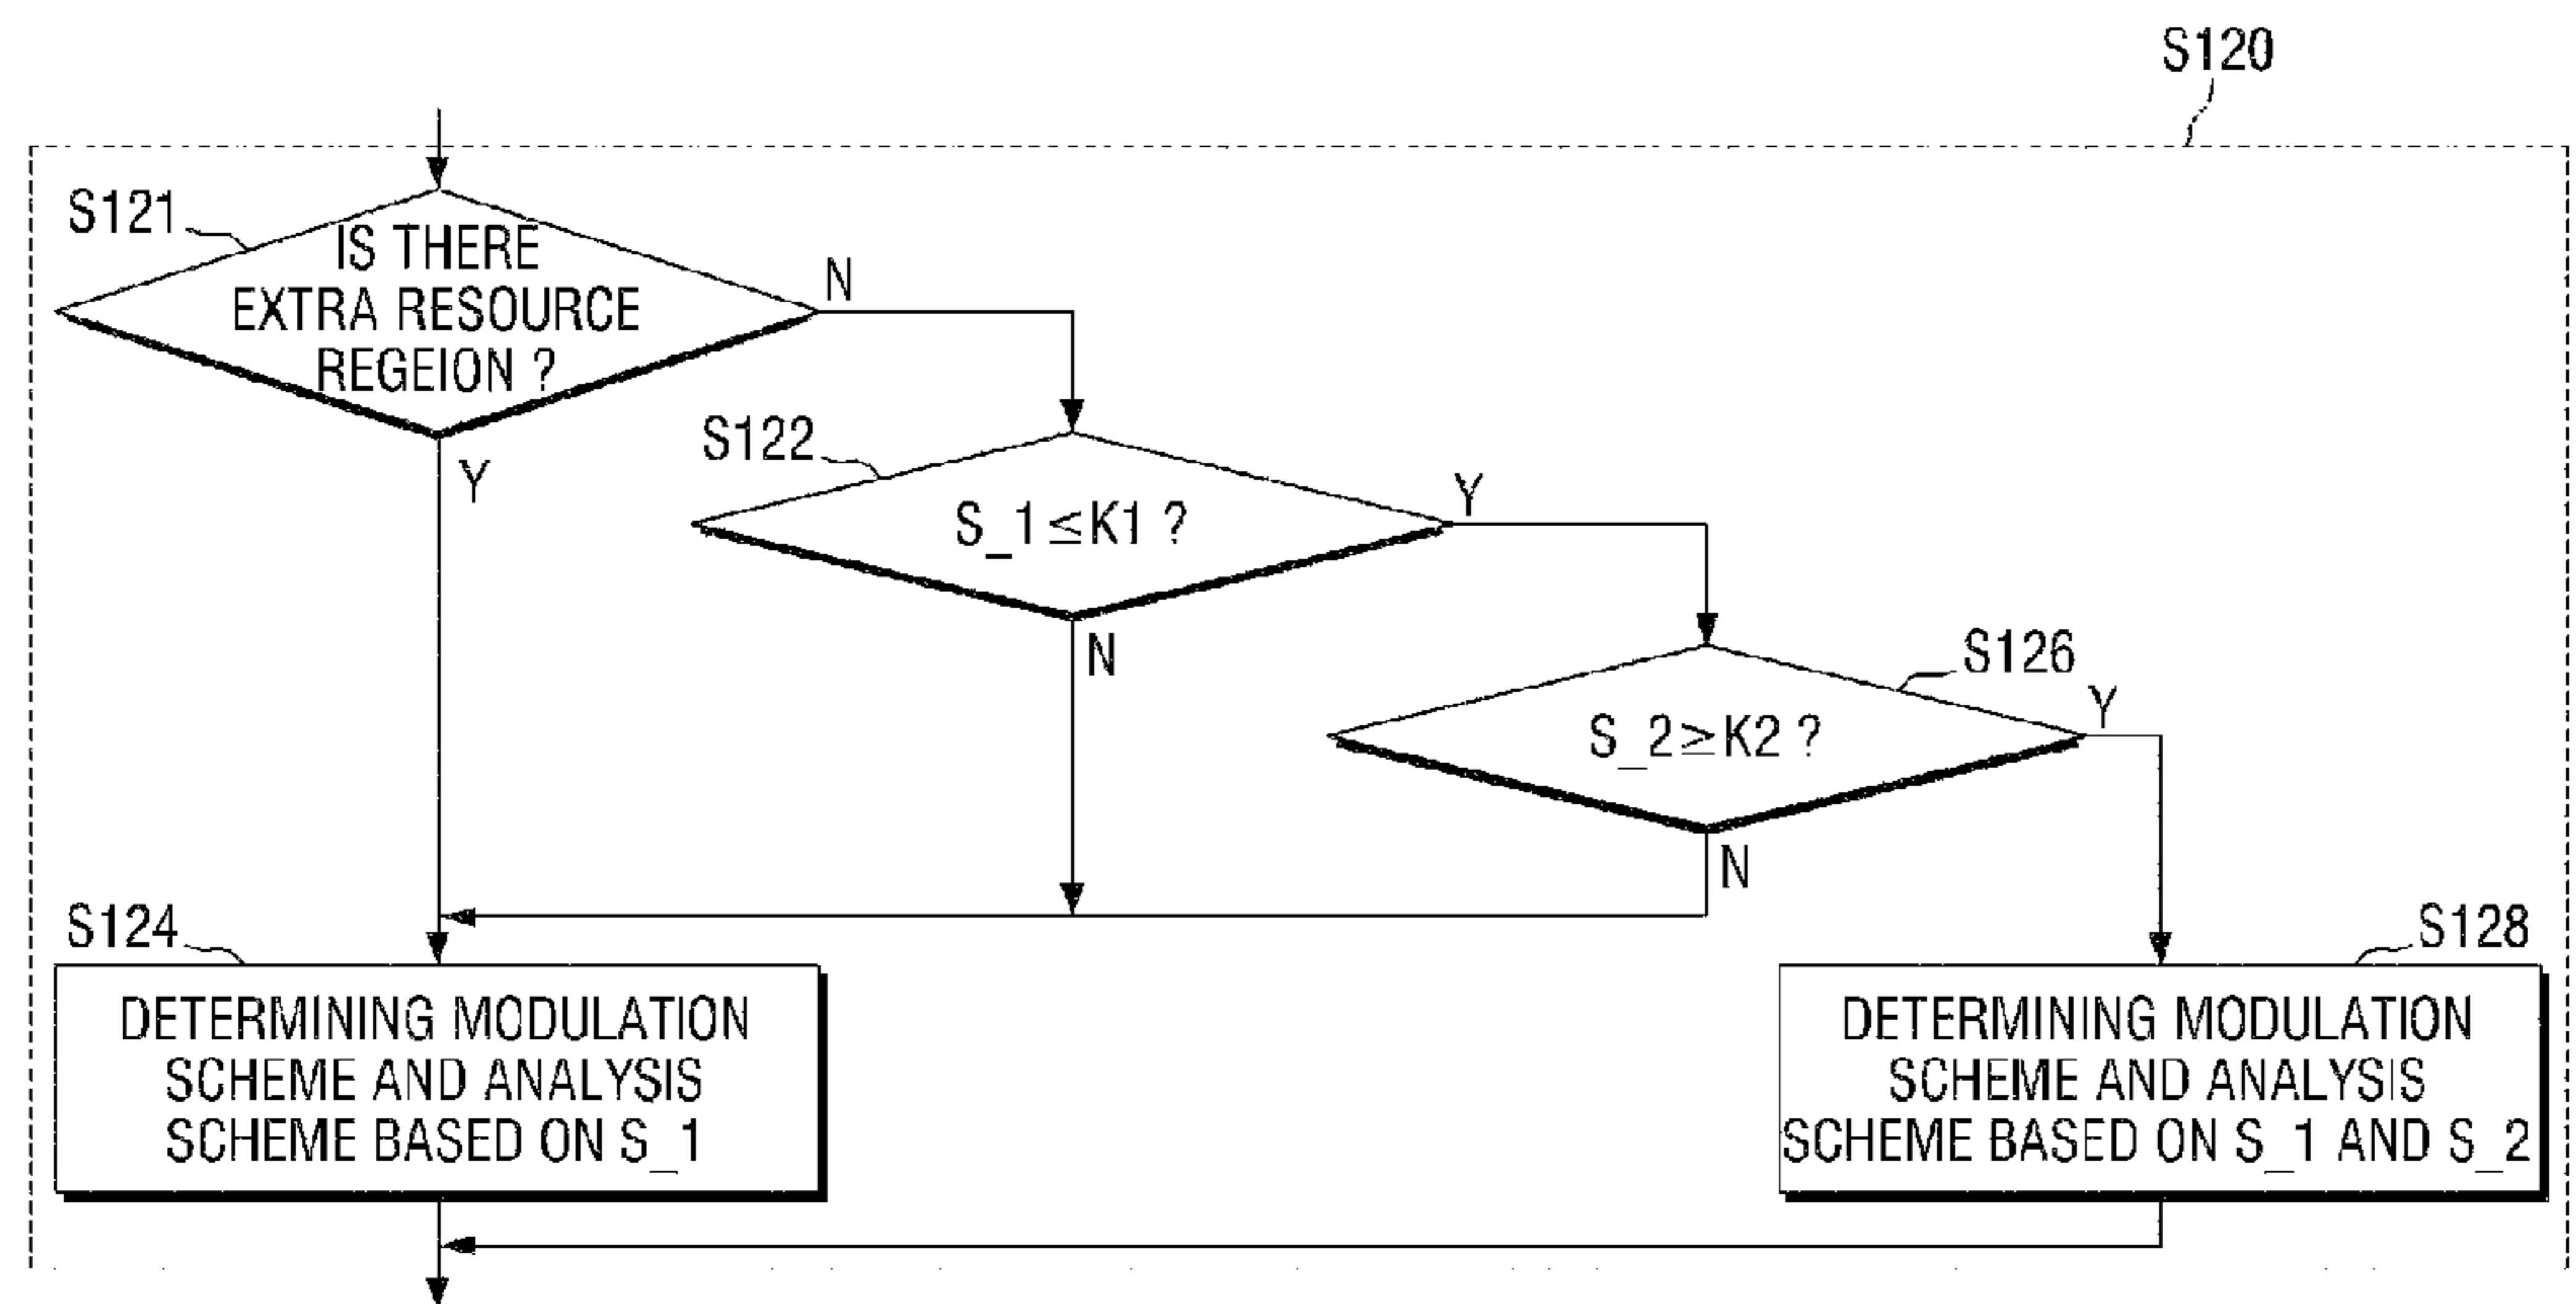 S120
S121
IS THERE
EXTRA RESOURCE
REGEION ?
N
Y
S122
S_1≤K1 ?
Y
N
S126
S_2≥K2 ?
Y
N
S124
DETERMINING MODULATION
SCHEME AND ANALYSIS
SCHEME BASED ON S_1
S128
DETERMINING MODULATION
SCHEME AND ANALYSIS
SCHEME BASED ON S_1 AND S_2